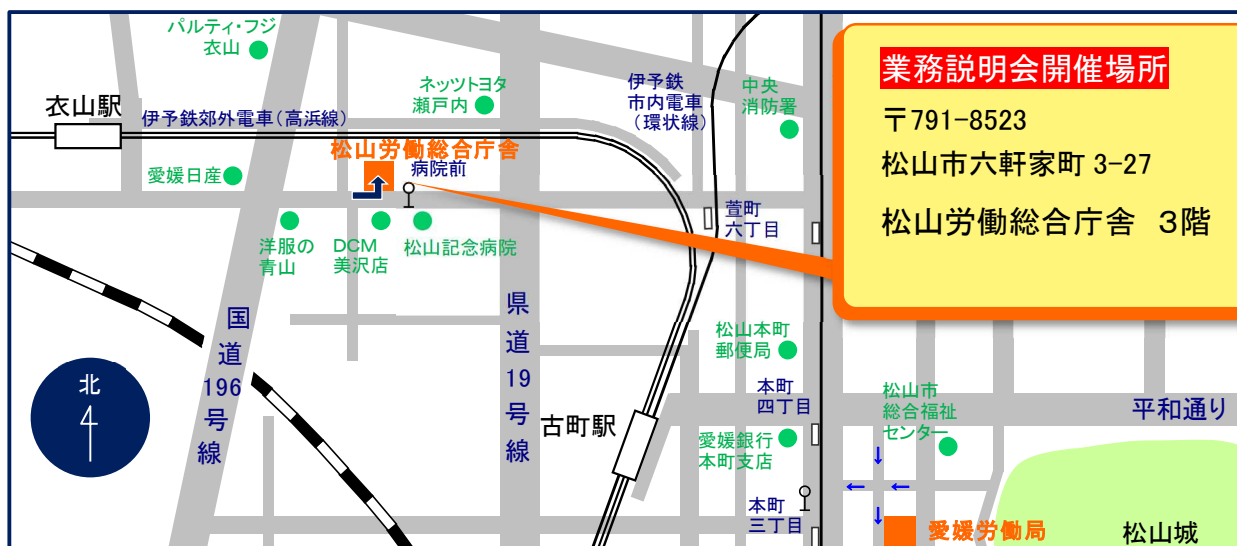 パルティ・フジ
衣山
ネッツトヨタ
瀬戸内
伊予鉄
市内電車
（環状線）
中央
消防署
衣山駅
伊予鉄郊外電車（高浜線）
松山労働総合庁舎
病院前
愛媛日産
洋服の
青山
DCM
美沢店
松山記念病院
萱町
六丁目
業務説明会開催場所
〒791-8523
松山市六軒家町 3-27
松山労働総合庁舎 3階
国道196号線
県道19号線
北
松山本町
郵便局
本町
四丁目
松山市
総合福祉
センター
平和通り
古町駅
愛媛銀行
本町支店
本町
三丁目
愛媛労働局
松山城